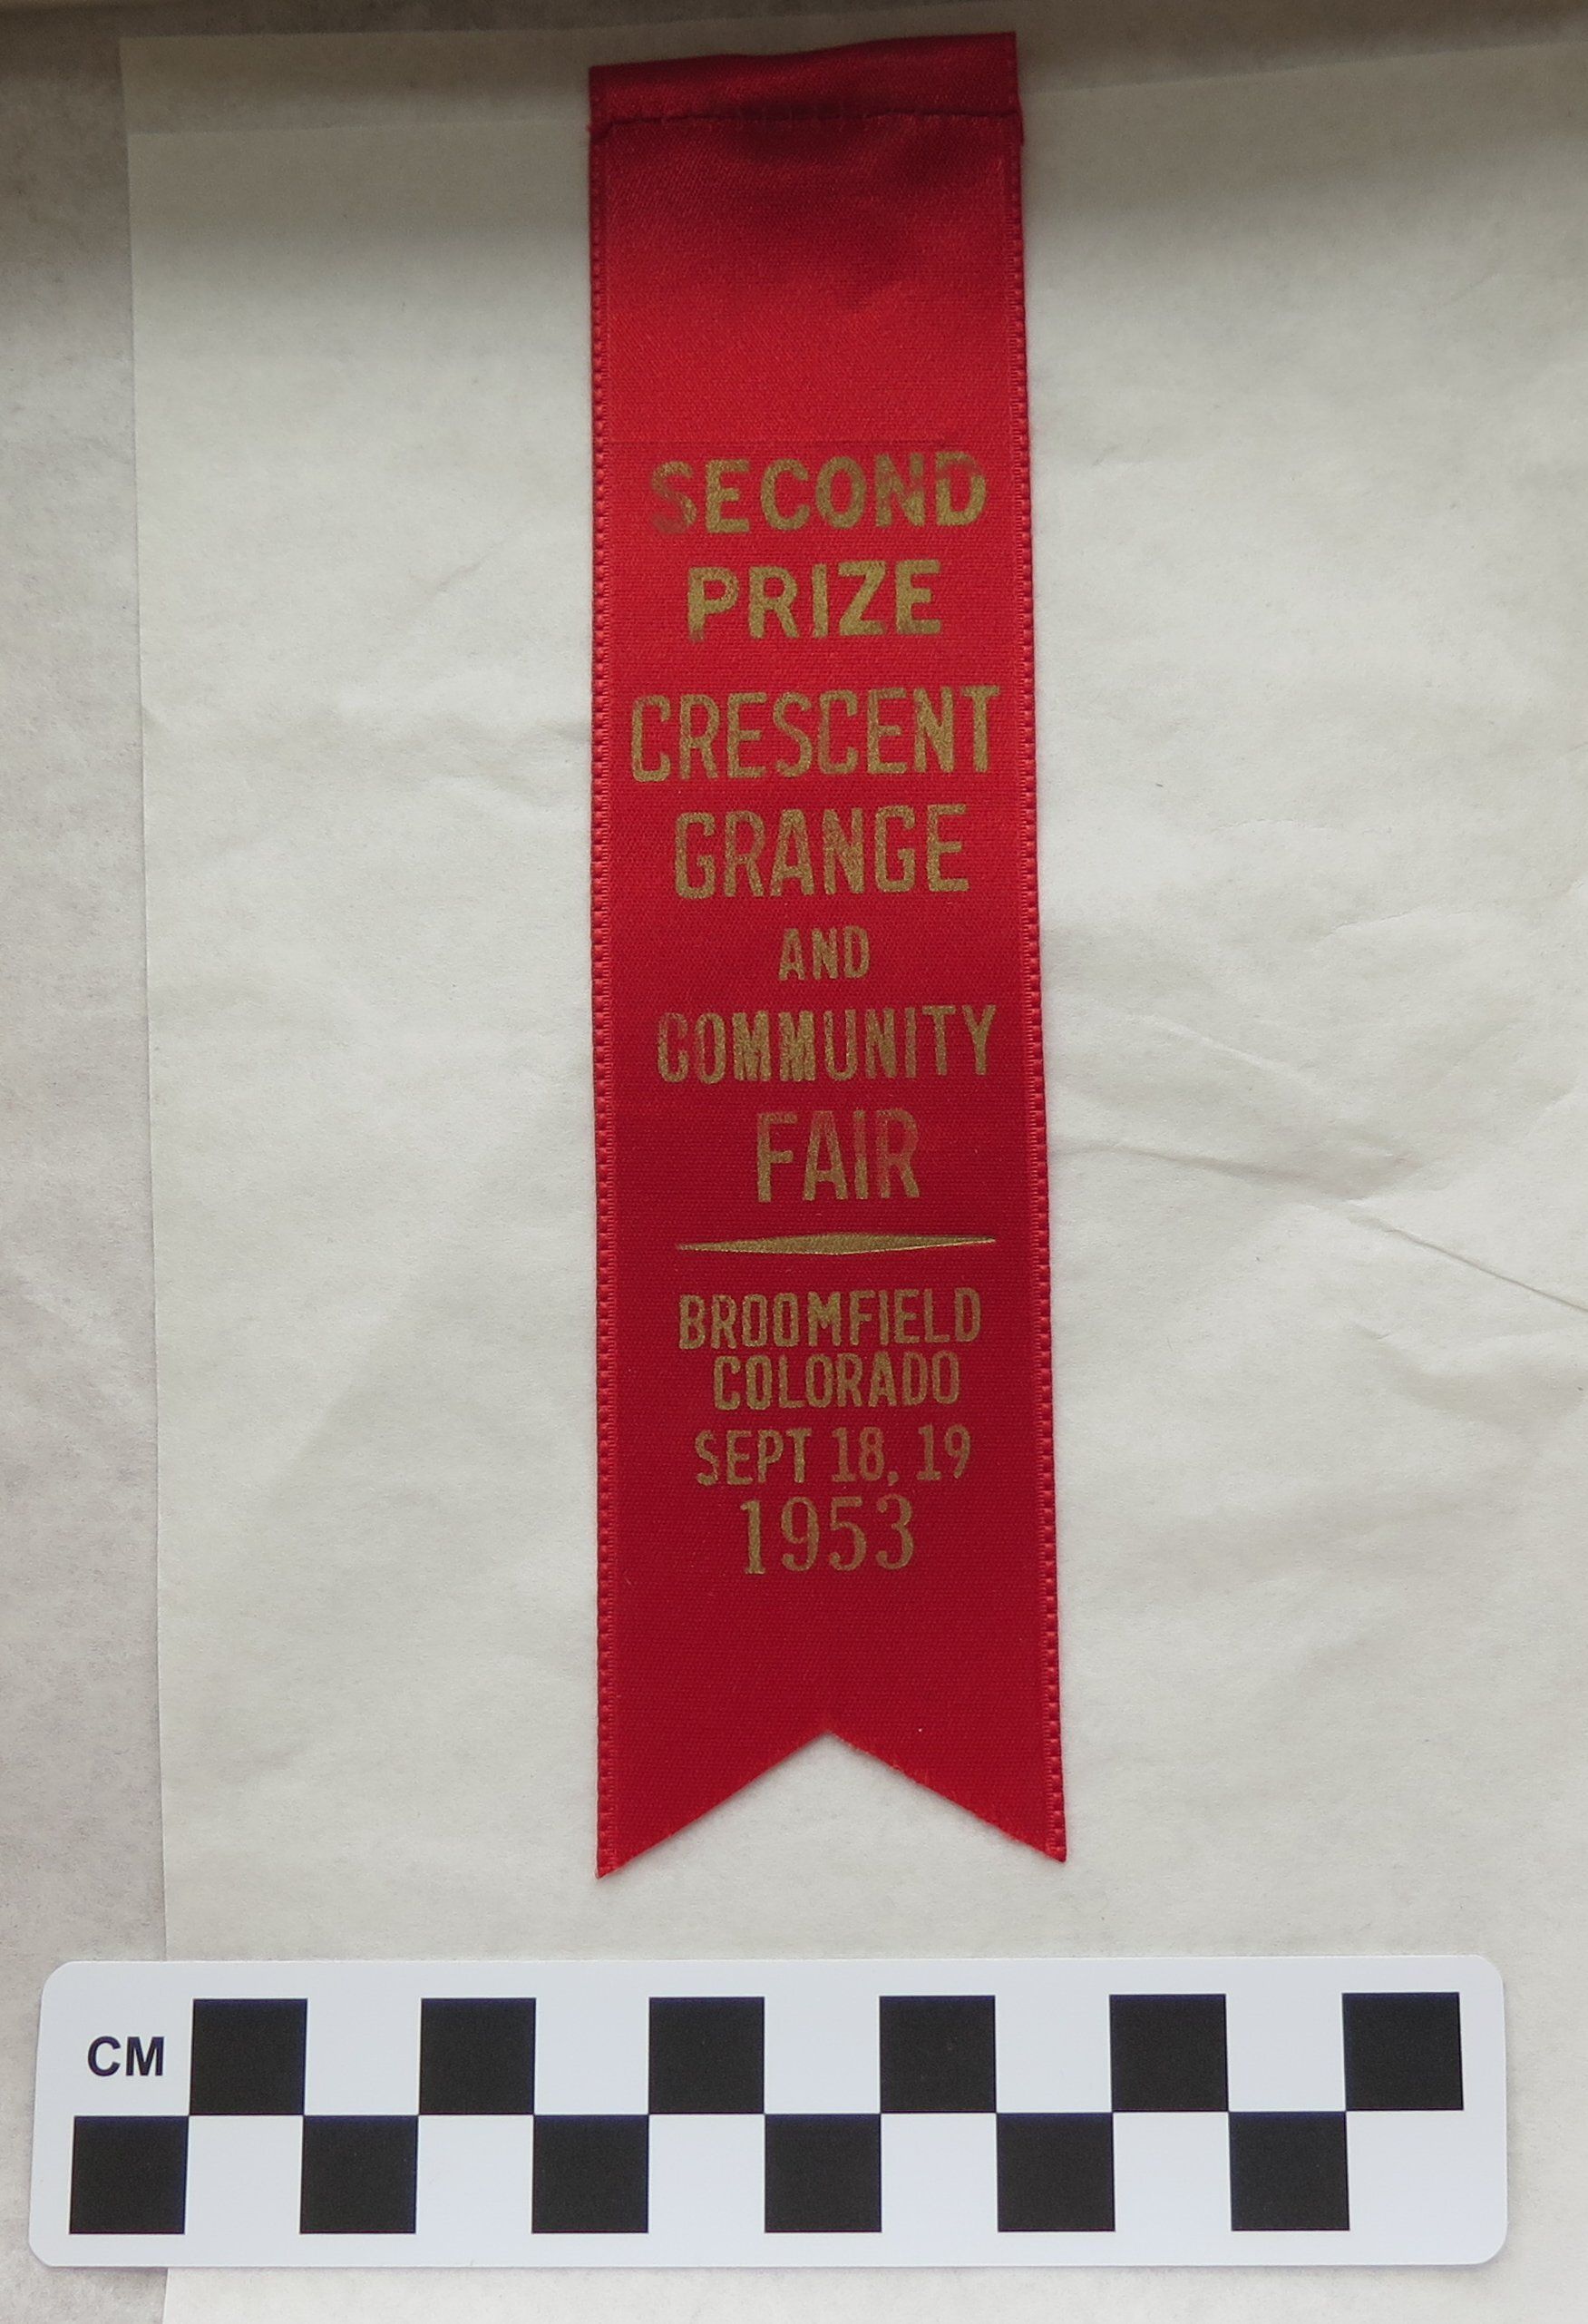 SECOND
PRIZE
CRESCENT
GRANGE
AND
COMMUNITY
FAIR
BROOMFIELD
COLORADO
SEPT 18, 19
1953
CM